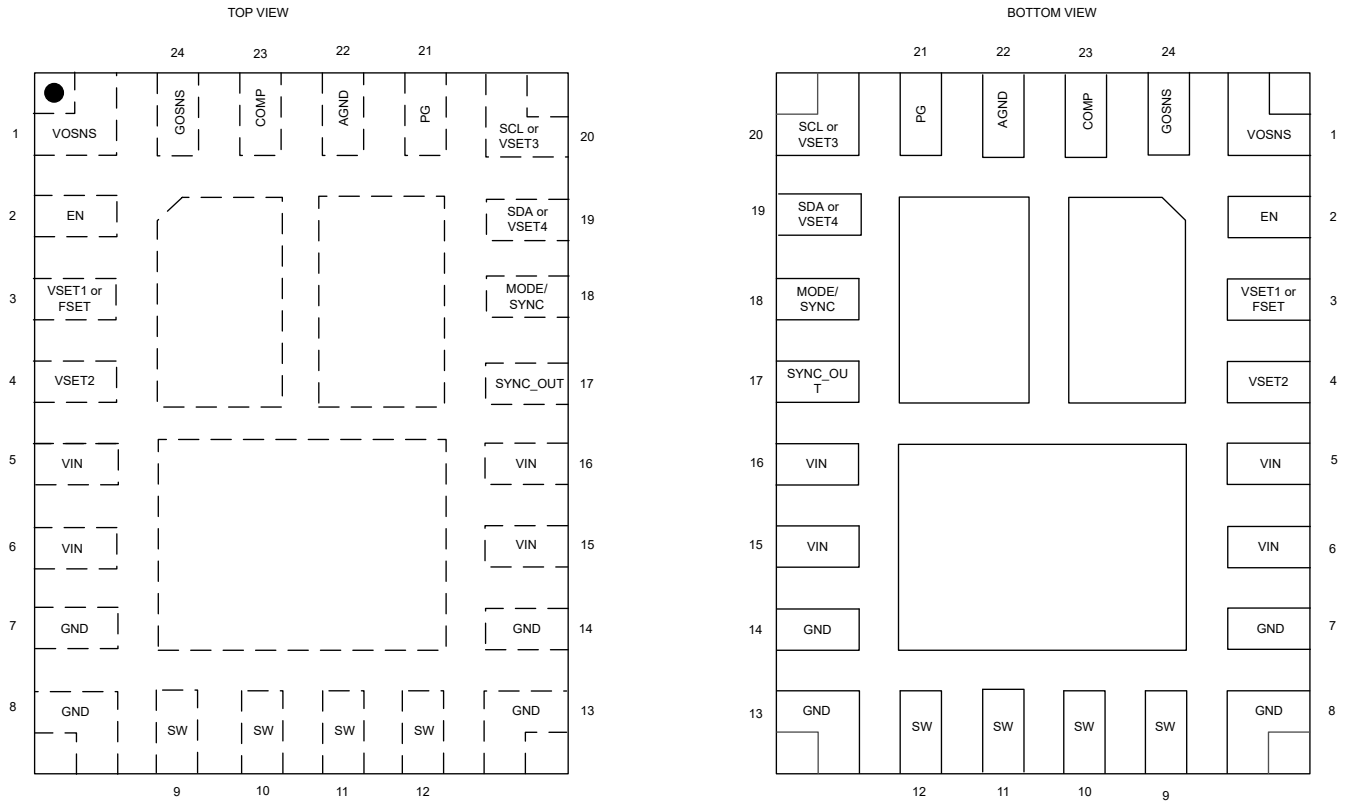 TOP VIEW
24
23
22
21
GOSNS
COMP
AGND
PG
1
VOSNS
SCL or
VSET3
20
2
EN
SDA or
VSET4
19
3
VSET1 or
FSET
MODE/
SYNC
18
4
VSET2
SYNC_OUT
17
5
VIN
VIN
16
6
VIN
VIN
15
7
GND
GND
14
8
GND
GND
13
SW
SW
SW
SW
9
10
11
12
BOTTOM VIEW
21
22
23
24
PG
AGND
COMP
GOSNS
20
SCL or
VSET3
VOSNS
1
19
SDA or
VSET4
EN
2
18
MODE/
SYNC
VSET1 or
FSET
3
17
SYNC_OU
T
VSET2
4
16
VIN
VIN
5
15
VIN
VIN
6
14
GND
GND
7
13
GND
GND
8
SW
SW
SW
SW
12
11
10
9